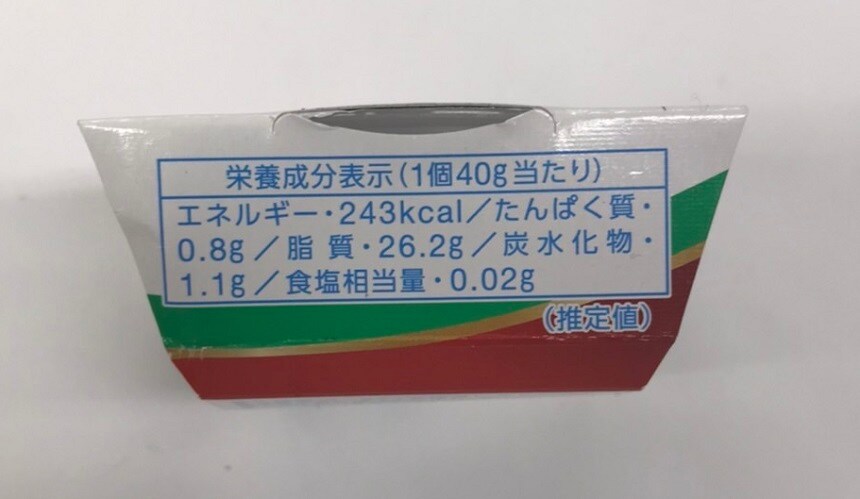 栄養成分表示(1個40g当たり)
エネルギー・243kcal/たんぱく質・
0.8g/脂質・26.2g/炭水化物・
1.1g/食塩相当量・0.02g
(推定値)